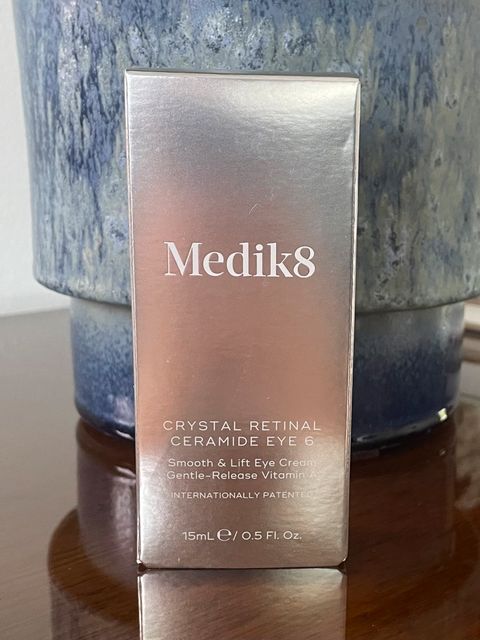 Medik8
CRYSTAL RETINAL
CERAMIDE EYE 6
Smooth & Lift Eye Cream
Gentle-Release Vitamin A
INTERNATIONALLY PATENTED
15mL ℮/ 0.5 Fl. Oz.